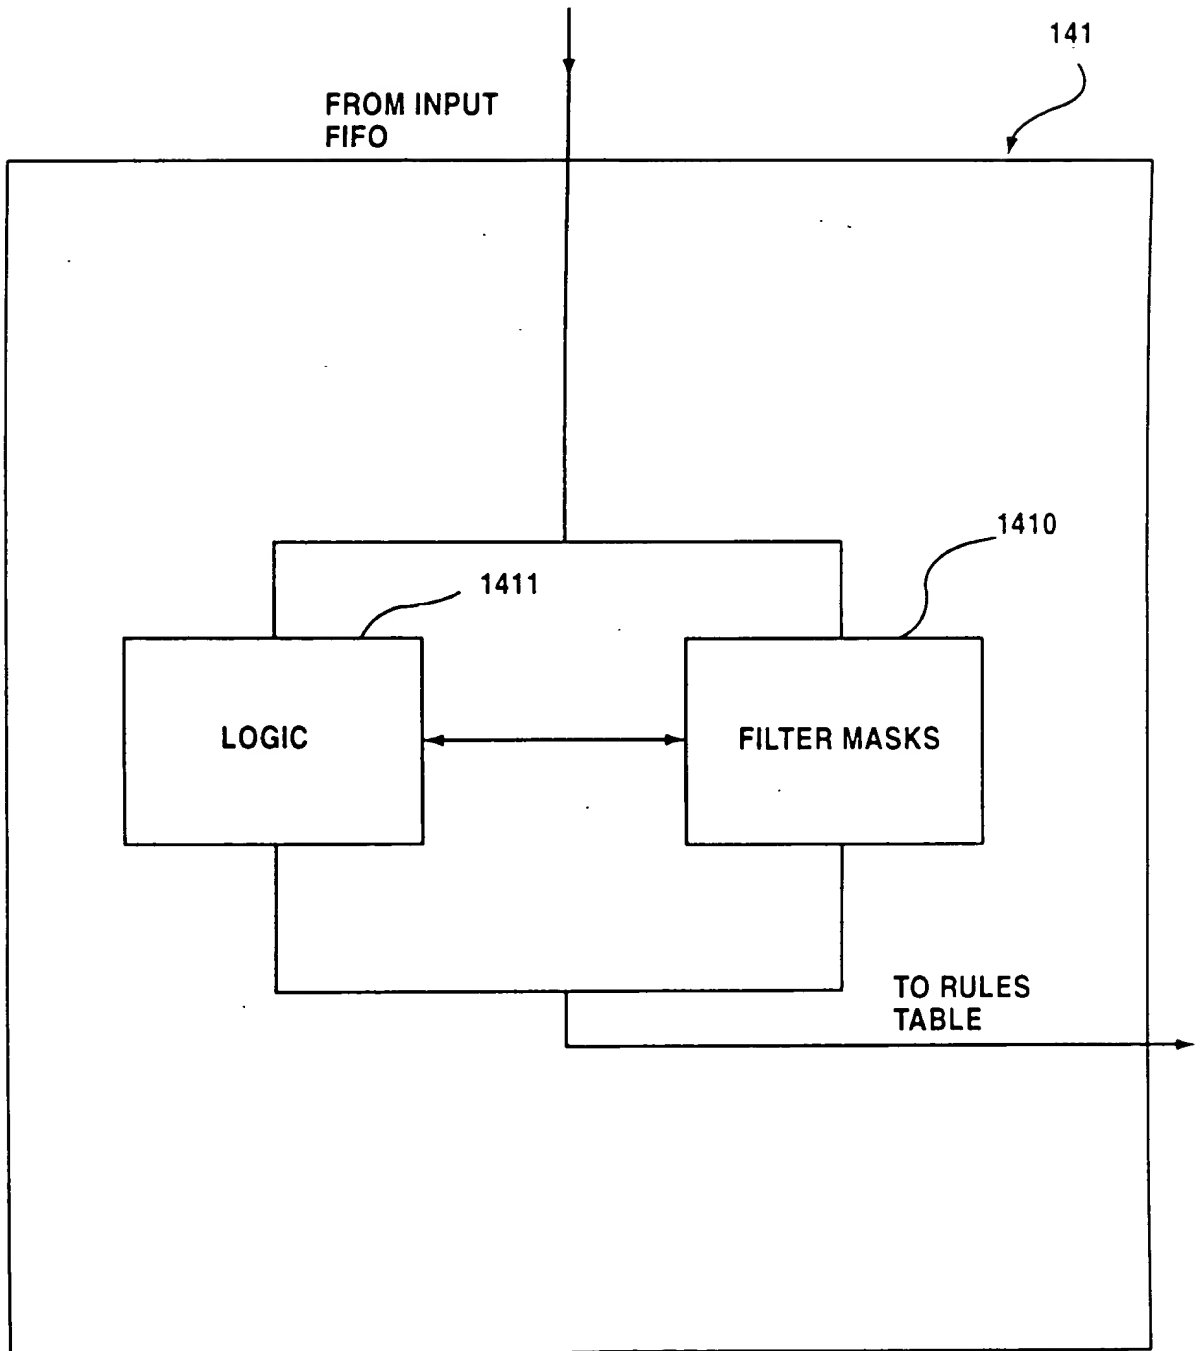 141
FROM INPUT
FIFO
1410
1411
LOGIC
FILTER MASKS
TO RULES
TABLE